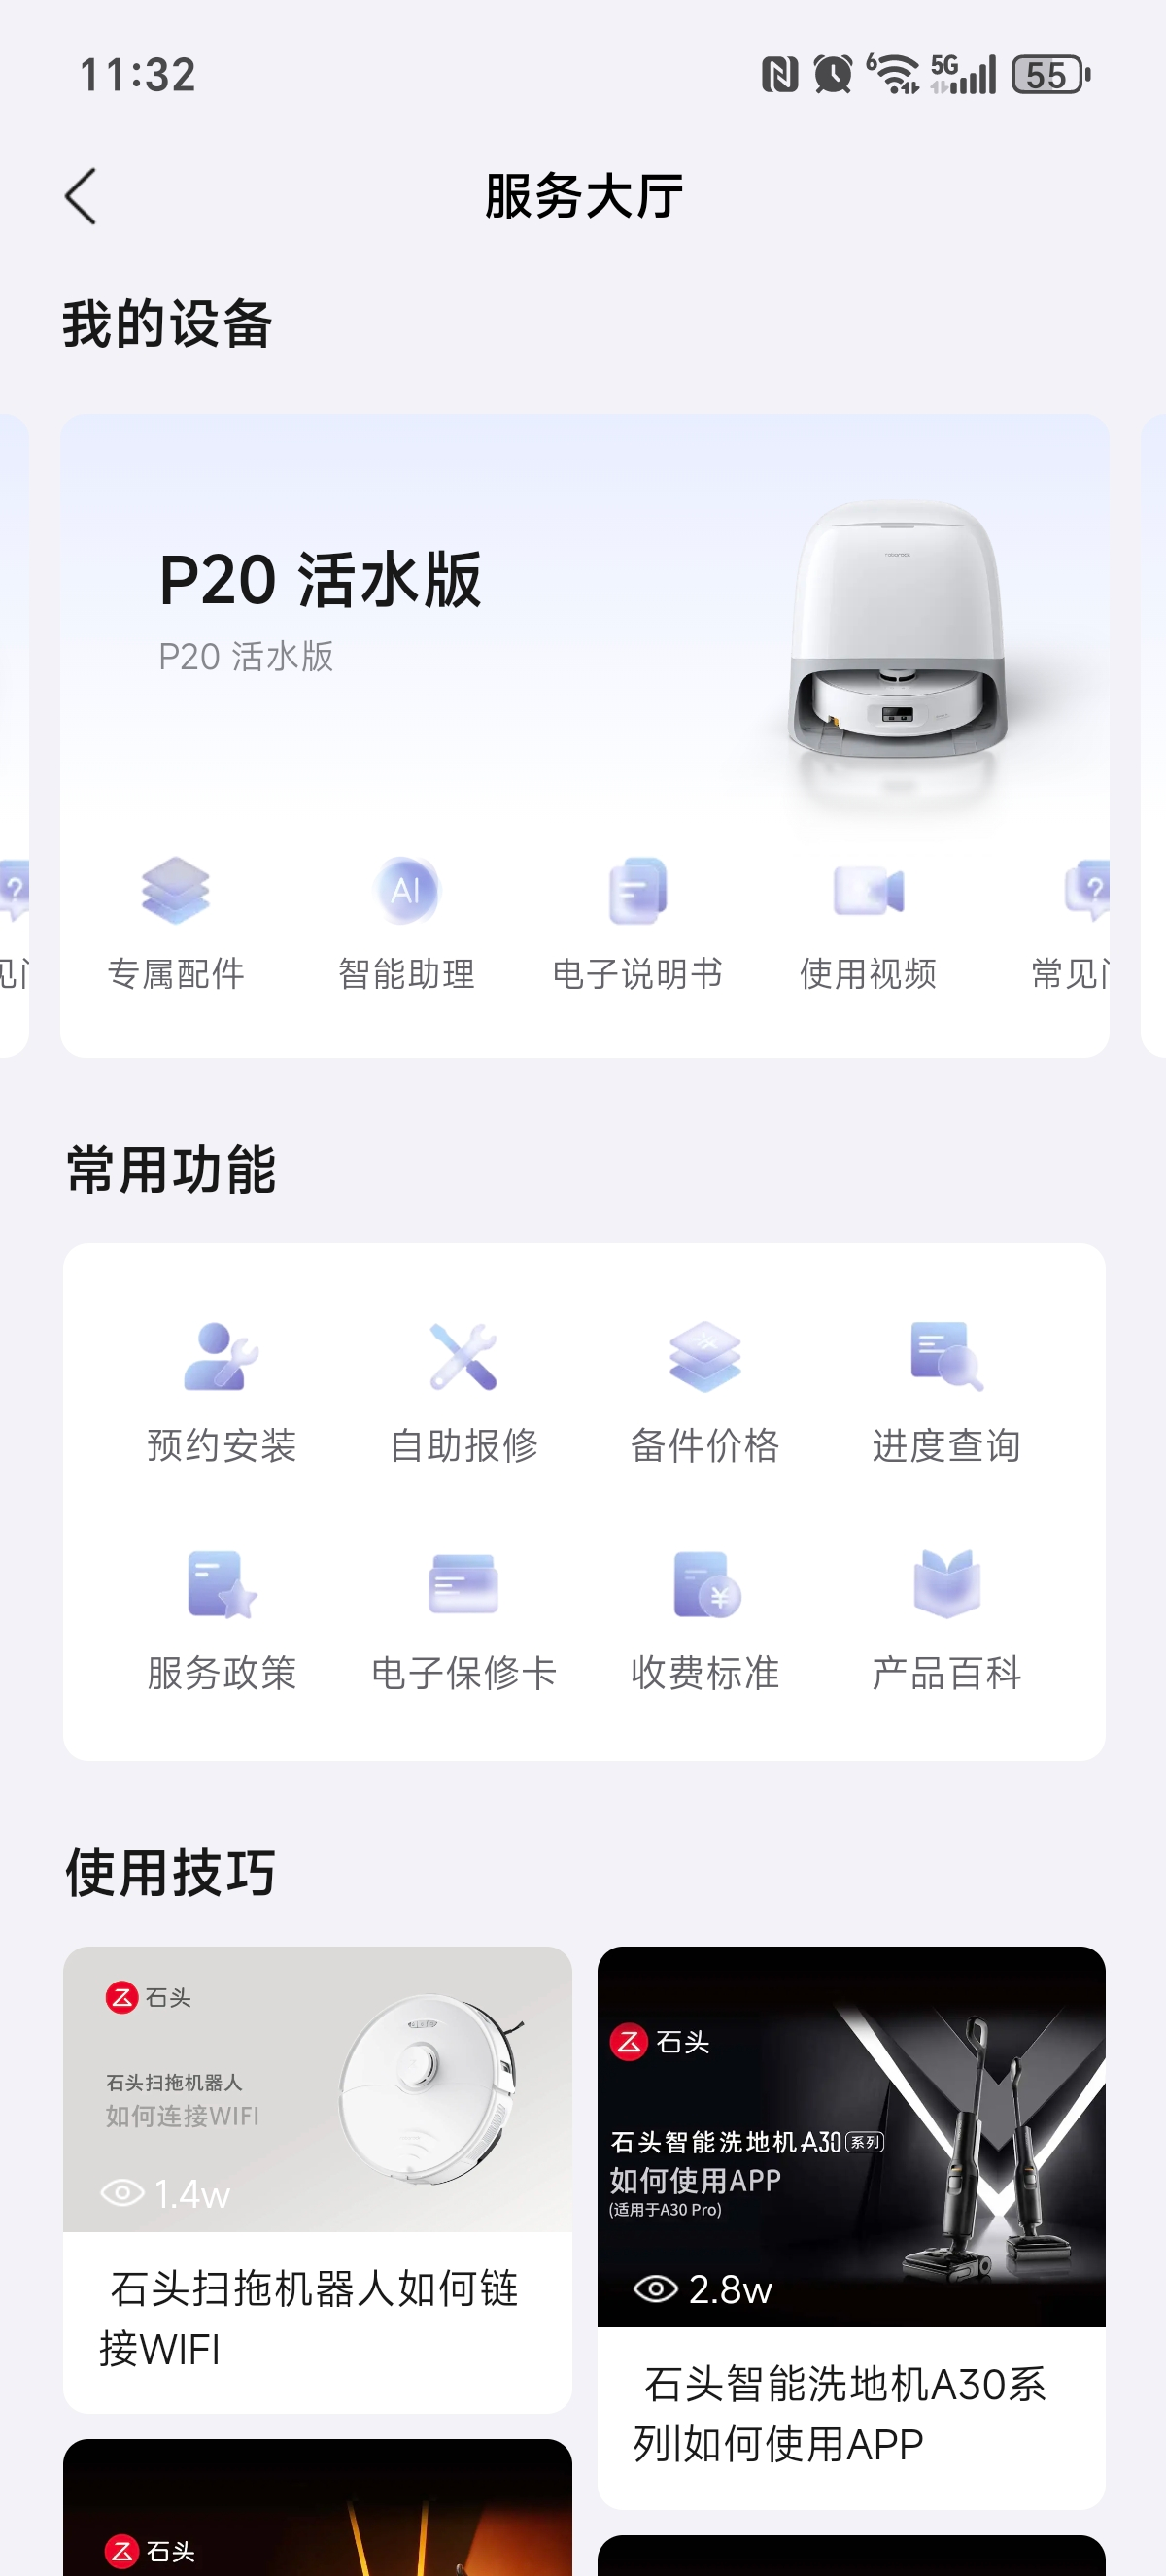 11:32
6
5G
55
服务大厅
我的设备
P20 活水版
P20 活水版
roborock
AI
专属配件
智能助理
电子说明书
使用视频
常见
常用功能
预约安装
自助报修
备件价格
进度查询
¥
服务政策
电子保修卡
收费标准
产品百科
使用技巧
石头
石头扫拖机器人
如何连接WIFI
1.4w
石头扫拖机器人如何链
接WIFI
石头
石头智能洗地机A30系列
如何使用APP
(适用于A30 Pro)
2.8w
石头智能洗地机A30系
列|如何使用APP
石头